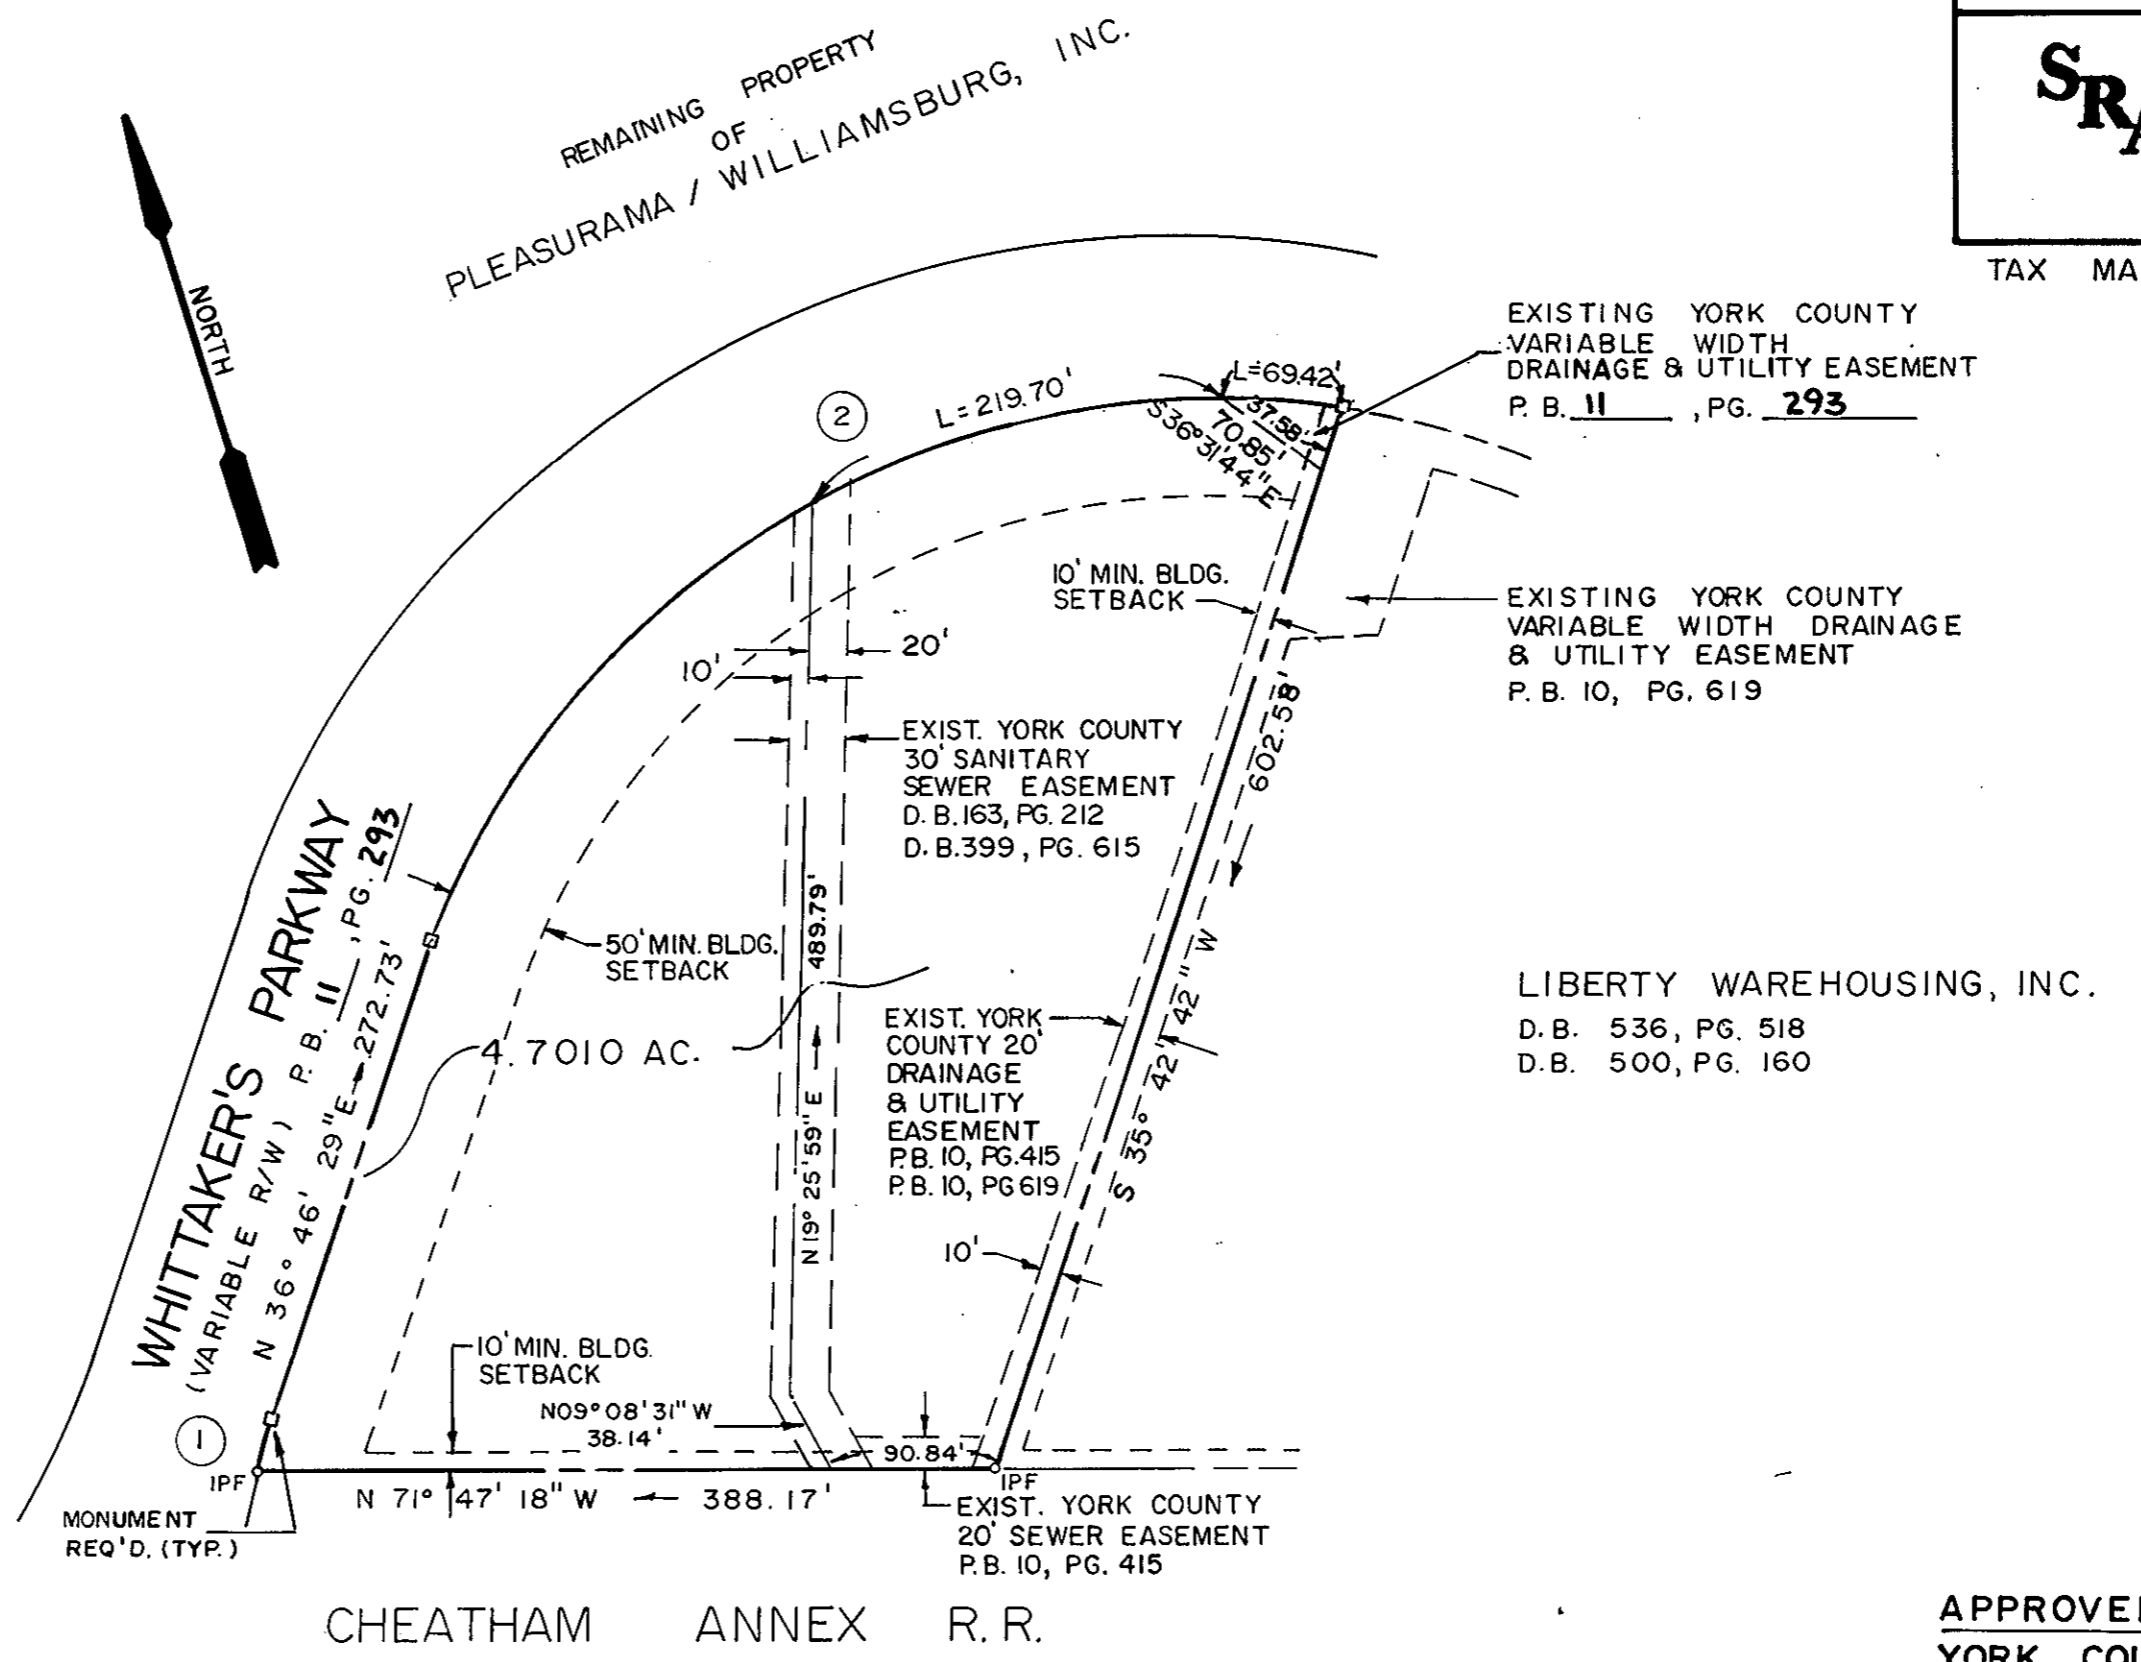 REMAINING PROPERTY
OF
PLEASURAMA / WILLIAMSBURG, INC.
NORTH
TAX
EXISTING YORK COUNTY
VARIABLE WIDTH
DRAINAGE & UTILITY EASEMENT
P. B. 11 , PG. 293
L=69.42'
L=219.70'
2
37.58'
70.85'
S36°31'44"E
10' MIN. BLDG.
SETBACK
EXISTING YORK COUNTY
VARIABLE WIDTH DRAINAGE
& UTILITY EASEMENT
P. B. 10, PG. 619
20'
10'
EXIST. YORK COUNTY
30' SANITARY
SEWER EASEMENT
D. B. 163, PG. 212
D. B. 399, PG. 615
602.58'
S 35° 42' 42" W
WHITTAKER'S PARKWAY
(VARIABLE R/W) P. B. 11 , PG. 293
N 36° 46' 29"E 272.73'
50' MIN. BLDG.
SETBACK
489.79'
N19° 25'59"E
4.7010 AC.
EXIST. YORK
COUNTY 20'
DRAINAGE
& UTILITY
EASEMENT
P.B. 10, PG. 415
P.B. 10, PG 619
LIBERTY WAREHOUSING, INC.
D. B. 536, PG. 518
D. B. 500, PG. 160
10'
10' MIN. BLDG.
SETBACK
N09°08'31"W
38.14'
90.84'
1
IPF
IPF
N 71° 47' 18" W 388.17'
MONUMENT
REQ'D. (TYP.)
EXIST. YORK COUNTY
20' SEWER EASEMENT
P. B. 10, PG. 415
CHEATHAM ANNEX R. R.
YORK